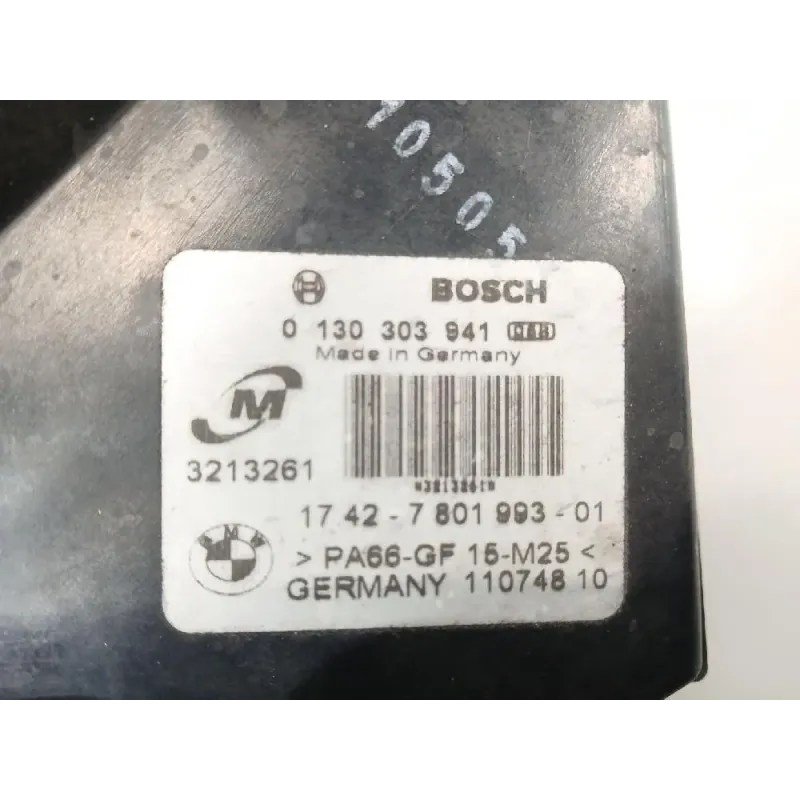 10505
BOSCH
0 130 303 941
Made in Germany
M
3213261
17 42 - 7 801 993 - 01
BMW
> PA66-GF 15-M25 <
GERMANY 110748 10